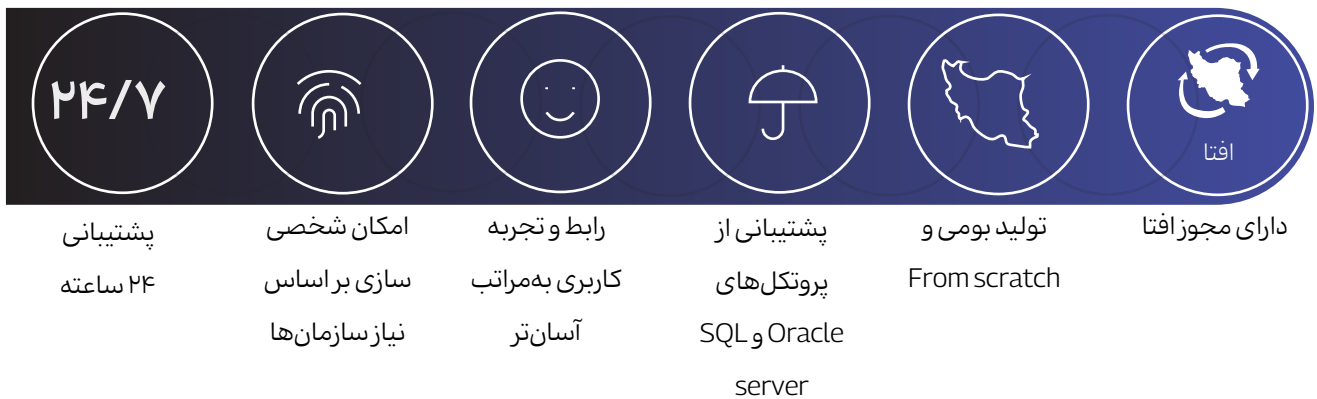 افتا
دارای مجوز افتا
تولید بومی و
From scratch
پشتیبانی از
پروتکل‌های
Oracle و SQL
server
رابط و تجربه
کاربری به‌مراتب
آسان‌تر
امکان شخصی
سازی بر اساس
نیاز سازمان‌ها
۲۴/۷
پشتیبانی
۲۴ ساعته